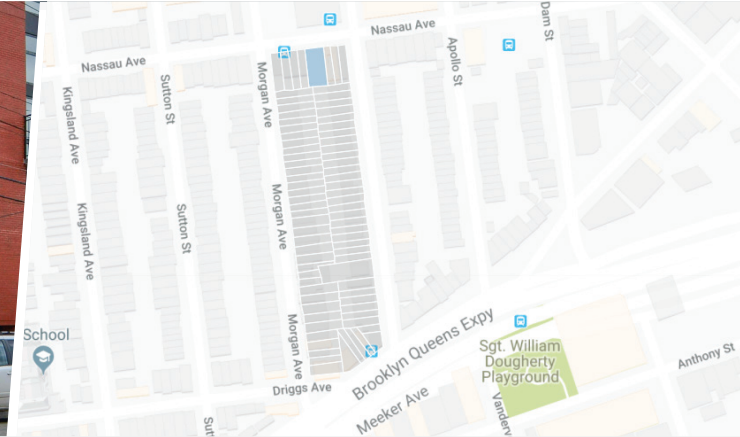 Nassau Ave
Dam St
Nassau Ave
Apollo St
Kingsland Ave
Sutton St
Morgan Ave
Kingsland Ave
Sutton St
Morgan Ave
Morgan Ave
School
Brooklyn Queens Expy
Sgt. William
Dougherty
Playground
Anthony St
Driggs Ave
Meeker Ave